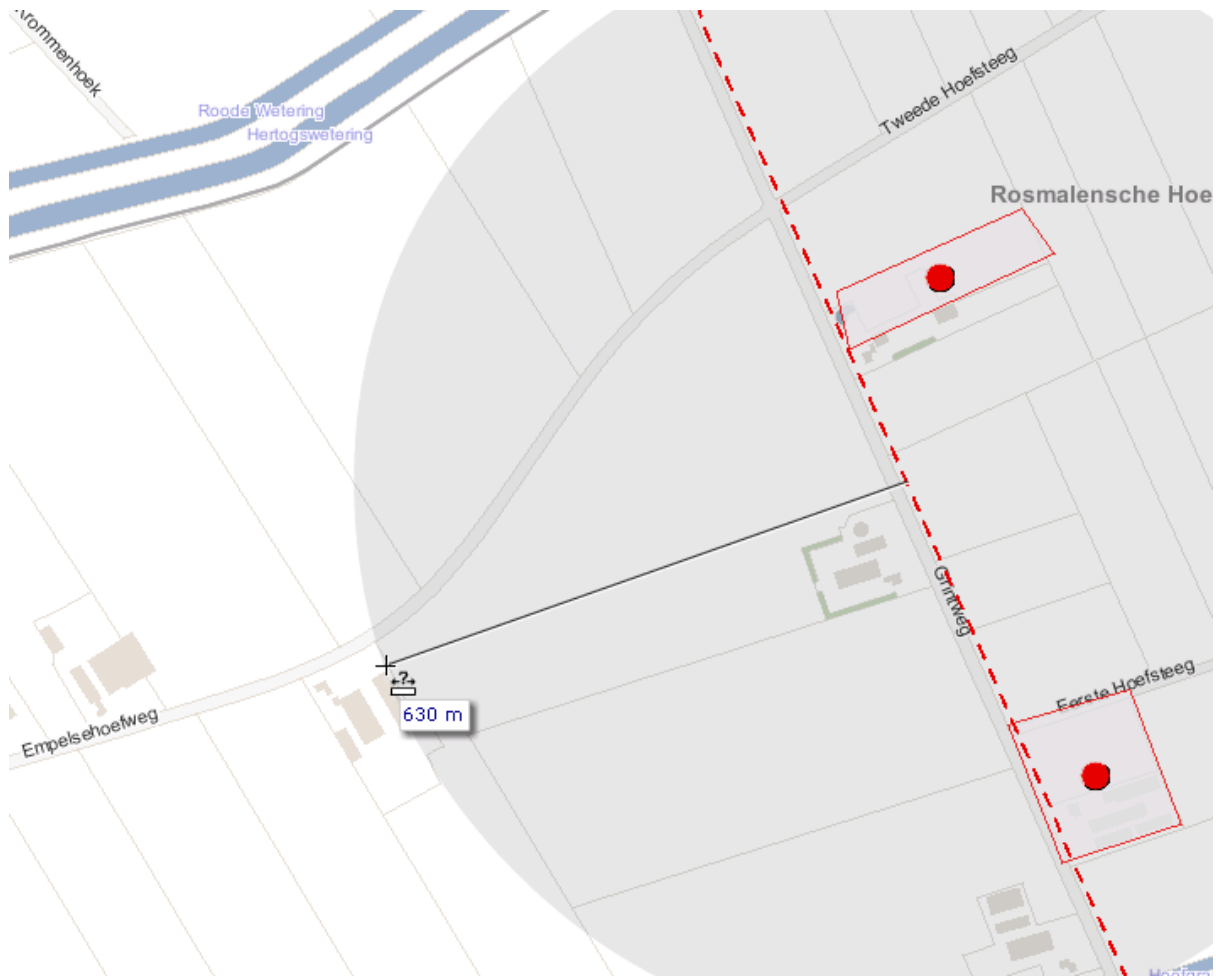 Krommenhoek
Roode Wetering
Hertogswetering
Tweede Hoefsteeg
Rosmalensche Hoe
Grintweg
Eerste Hoefsteeg
Empelsehoefweg
630 m